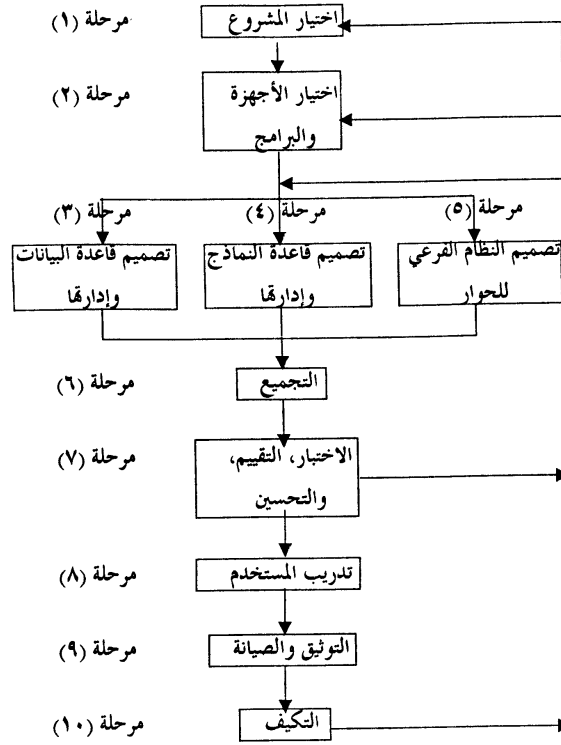 مرحلة (١)
اختيار المشروع
مرحلة (٢)
اختيار الأجهزة
والبرامج
مرحلة (٥)
مرحلة (٤)
مرحلة (٣)
تصميم النظام الفرعي
للحوار
تصميم قاعدة النماذج
وإدارتها
تصميم قاعدة البيانات
وإدارتها
مرحلة (٦)
التجميع
مرحلة (٧)
الاختبار، التقييم،
والتحسين
مرحلة (٨)
تدريب المستخدم
مرحلة (٩)
التوثيق والصيانة
مرحلة (١٠)
التكيف